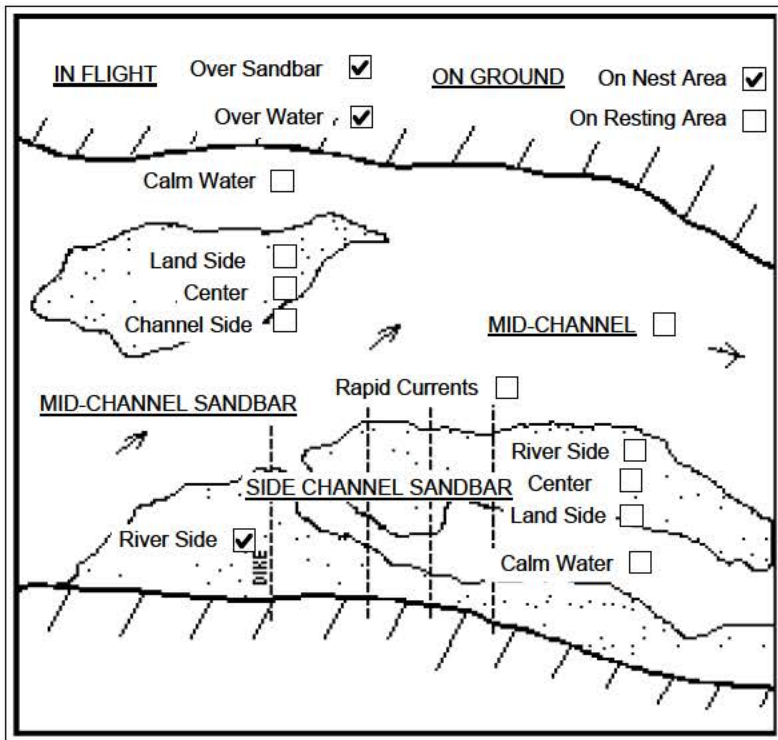 IN FLIGHT
Over Sandbar
ON GROUND
On Nest Area
Over Water
On Resting Area
Calm Water
Land Side
Center
Channel Side
MID-CHANNEL
Rapid Currents
MID-CHANNEL SANDBAR
River Side
SIDE CHANNEL SANDBAR
Center
Land Side
River Side
DIKE
Calm Water